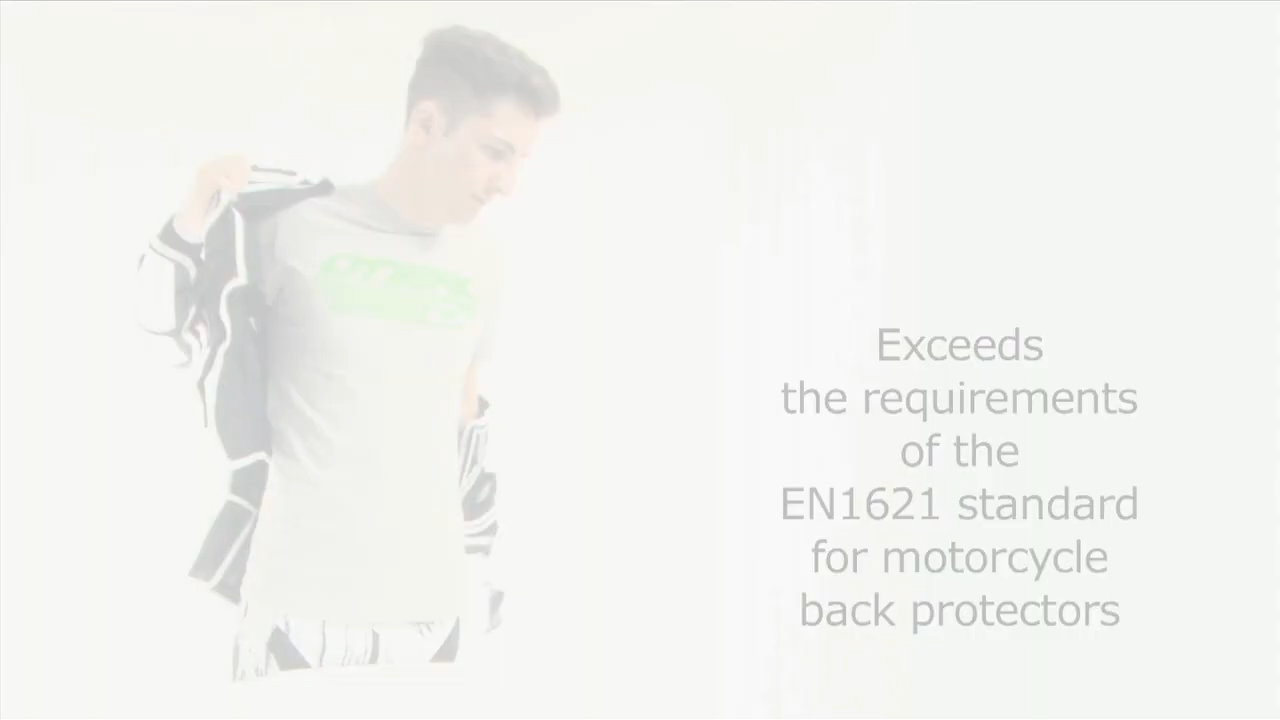 Exceeds
the requirements
of the
EN1621 standard
for motorcycle
back protectors